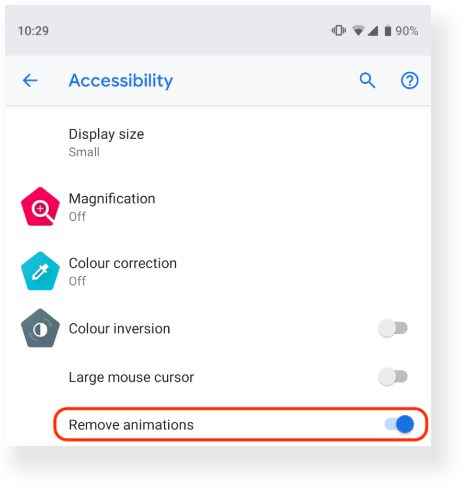 10:29
90%
Accessibility
Display size
Small
Magnification
Off
Colour correction
Off
Colour inversion
Large mouse cursor
Remove animations